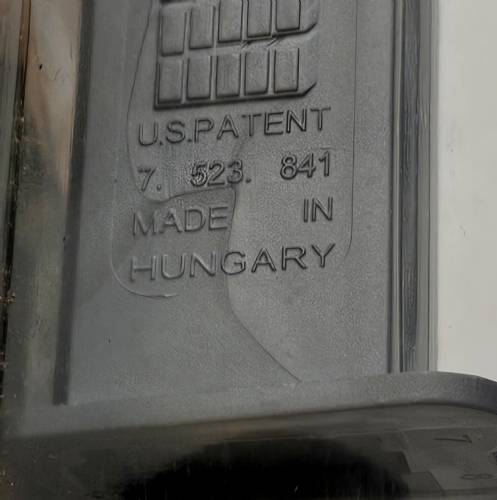 U.S.PATENT
7. 523. 841
MADE IN
HUNGARY